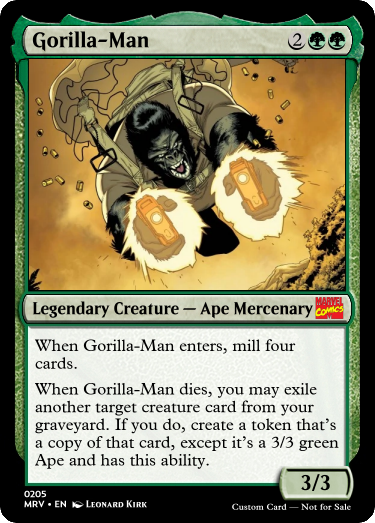 Gorilla-Man 2
Legendary Creature — Ape Mercenary MARVEL COMICS
When Gorilla-Man enters, mill four
cards.
When Gorilla-Man dies, you may exile
another target creature card from your
graveyard. If you do, create a token that's
a copy of that card, except it's a 3/3 green
Ape and has this ability.
3/3
0205
MRV • EN Leonard Kirk
Custom Card — Not for Sale